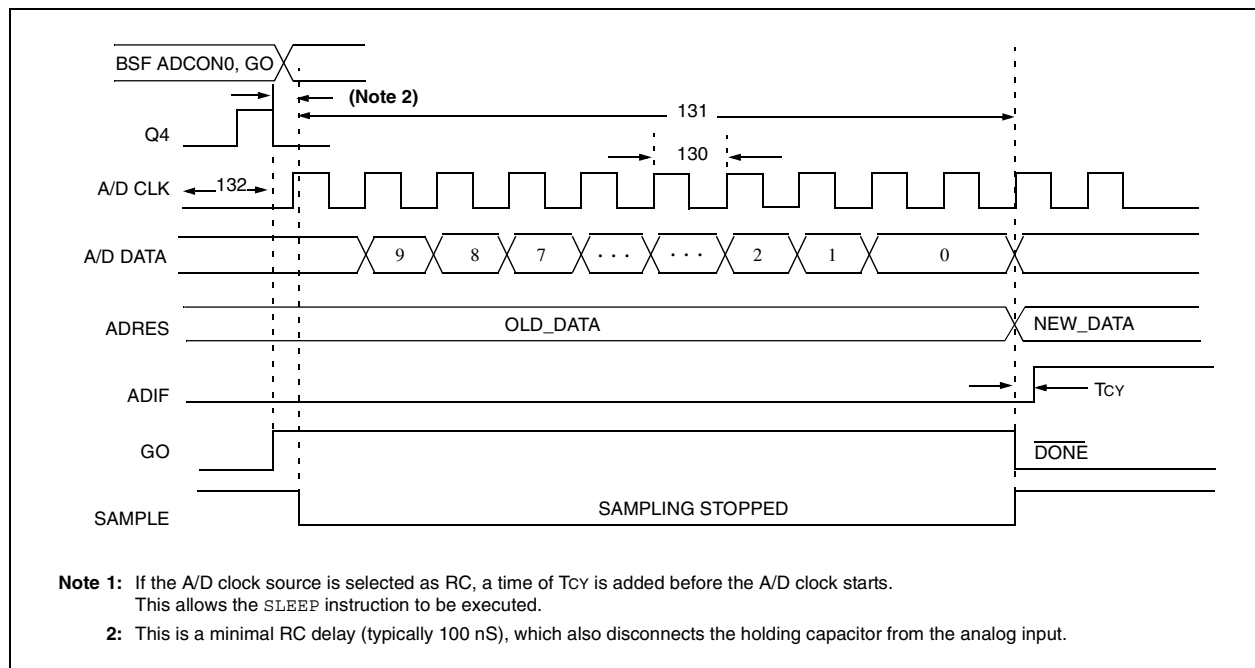 BSF ADCON0, GO
(Note 2)
131
Q4
130
A/D CLK
132
A/D DATA
9 8 7 · · · · · · 2 1 0
ADRES
OLD_DATA
NEW_DATA
ADIF
TCY
GO
DONE
SAMPLE
SAMPLING STOPPED
Note 1: If the A/D clock source is selected as RC, a time of TCY is added before the A/D clock starts.
This allows the SLEEP instruction to be executed.
2: This is a minimal RC delay (typically 100 nS), which also disconnects the holding capacitor from the analog input.